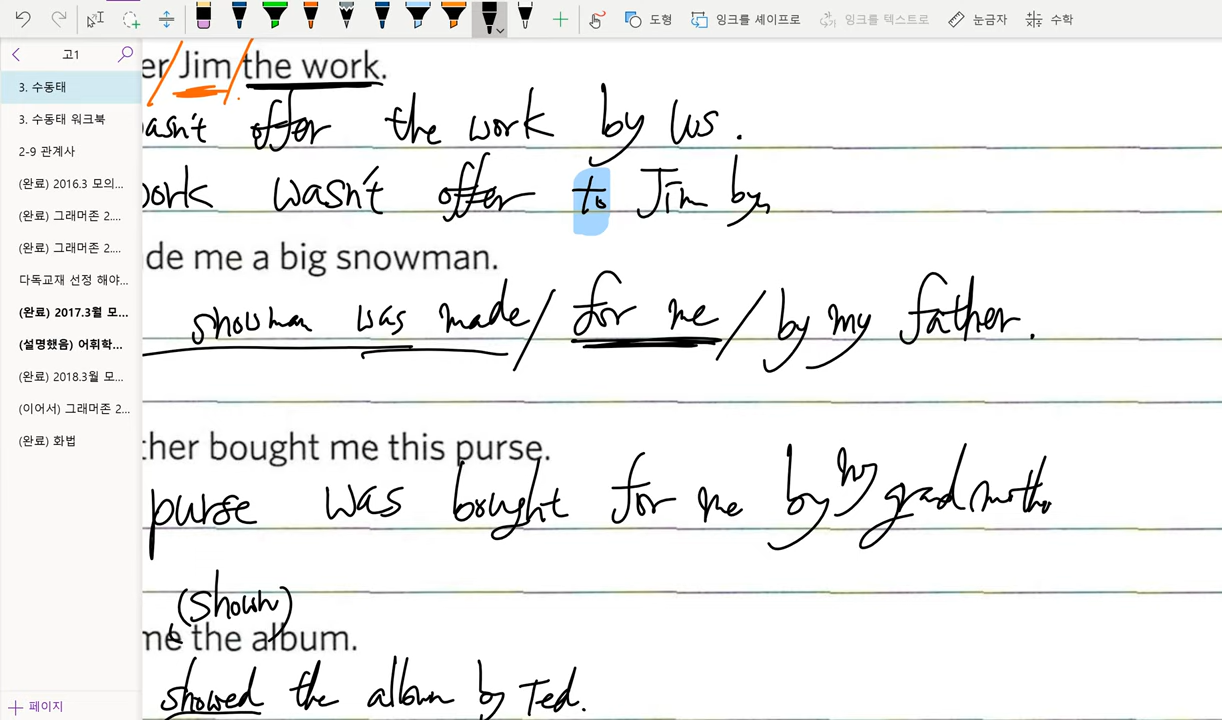 도형 잉크를 셰이프로 잉크를 텍스트로 눈금자 수학
고1
3. 수동태
3. 수동태 워크북
2-9 관계사
(완료) 2016.3 모의...
(완료) 그래머존 2....
(완료) 그래머존 2....
다독교재 선정 해야...
(완료) 2017.3월 모...
(설명했음) 어휘학...
(완료) 2018.3월 모...
(이어서) 그래머존 2...
(완료) 화법
페이지
er Jim the work.
asn't offer the work by us.
work wasn't offer to Jim by
de me a big snowman.
snowman was made / for me / by my father.
ther bought me this purse.
purse was bought for me by my grandmother
(shown)
me the album.
showed the album by Ted.